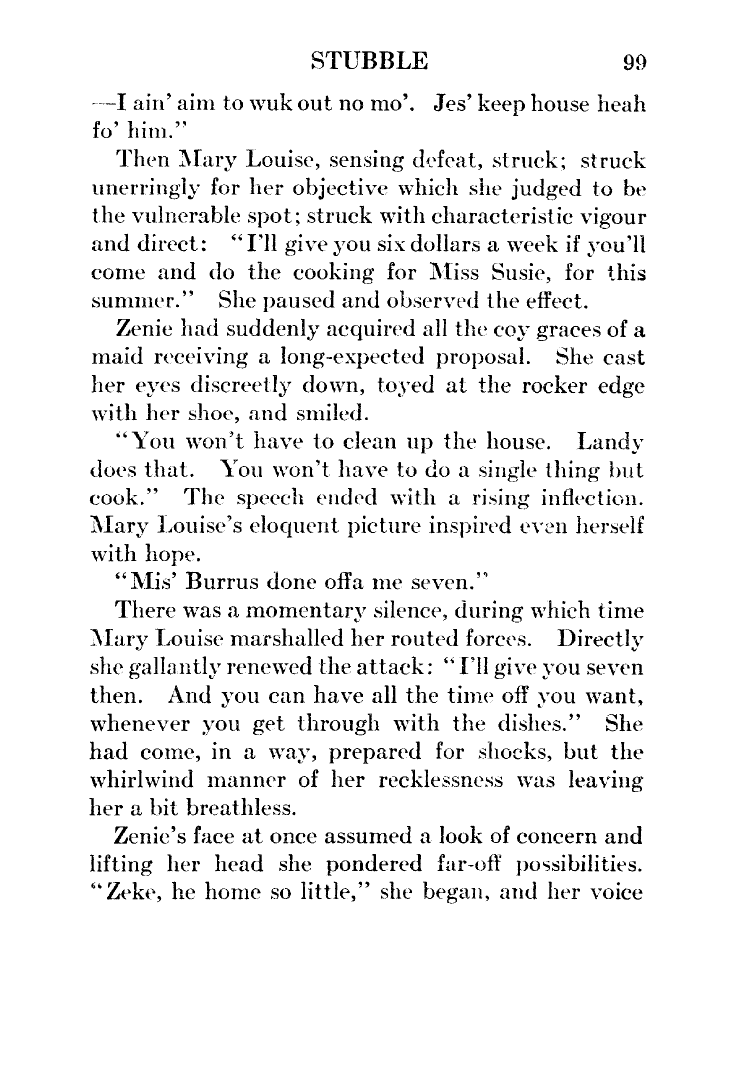 STUBBLE 99
—I ain' aim to wuk out no mo'. Jes' keep house heah
fo' him."
Then Mary Louise, sensing defeat, struck; struck
unerringly for her objective which she judged to be
the vulnerable spot; struck with characteristic vigour
and direct: "I'll give you six dollars a week if you'll
come and do the cooking for Miss Susie, for this
summer." She paused and observed the effect.
Zenie had suddenly acquired all the coy graces of a
maid receiving a long-expected proposal. She cast
her eyes discreetly down, toyed at the rocker edge
with her shoe, and smiled.
"You won't have to clean up the house. Landy
does that. You won't have to do a single thing but
cook." The speech ended with a rising inflection.
Mary Louise's eloquent picture inspired even herself
with hope.
"Mis' Burrus done offa me seven."
There was a momentary silence, during which time
Mary Louise marshalled her routed forces. Directly
she gallantly renewed the attack: "I'll give you seven
then. And you can have all the time off you want,
whenever you get through with the dishes." She
had come, in a way, prepared for shocks, but the
whirlwind manner of her recklessness was leaving
her a bit breathless.
Zenie's face at once assumed a look of concern and
lifting her head she pondered far-off possibilities.
"Zeke, he home so little," she began, and her voice